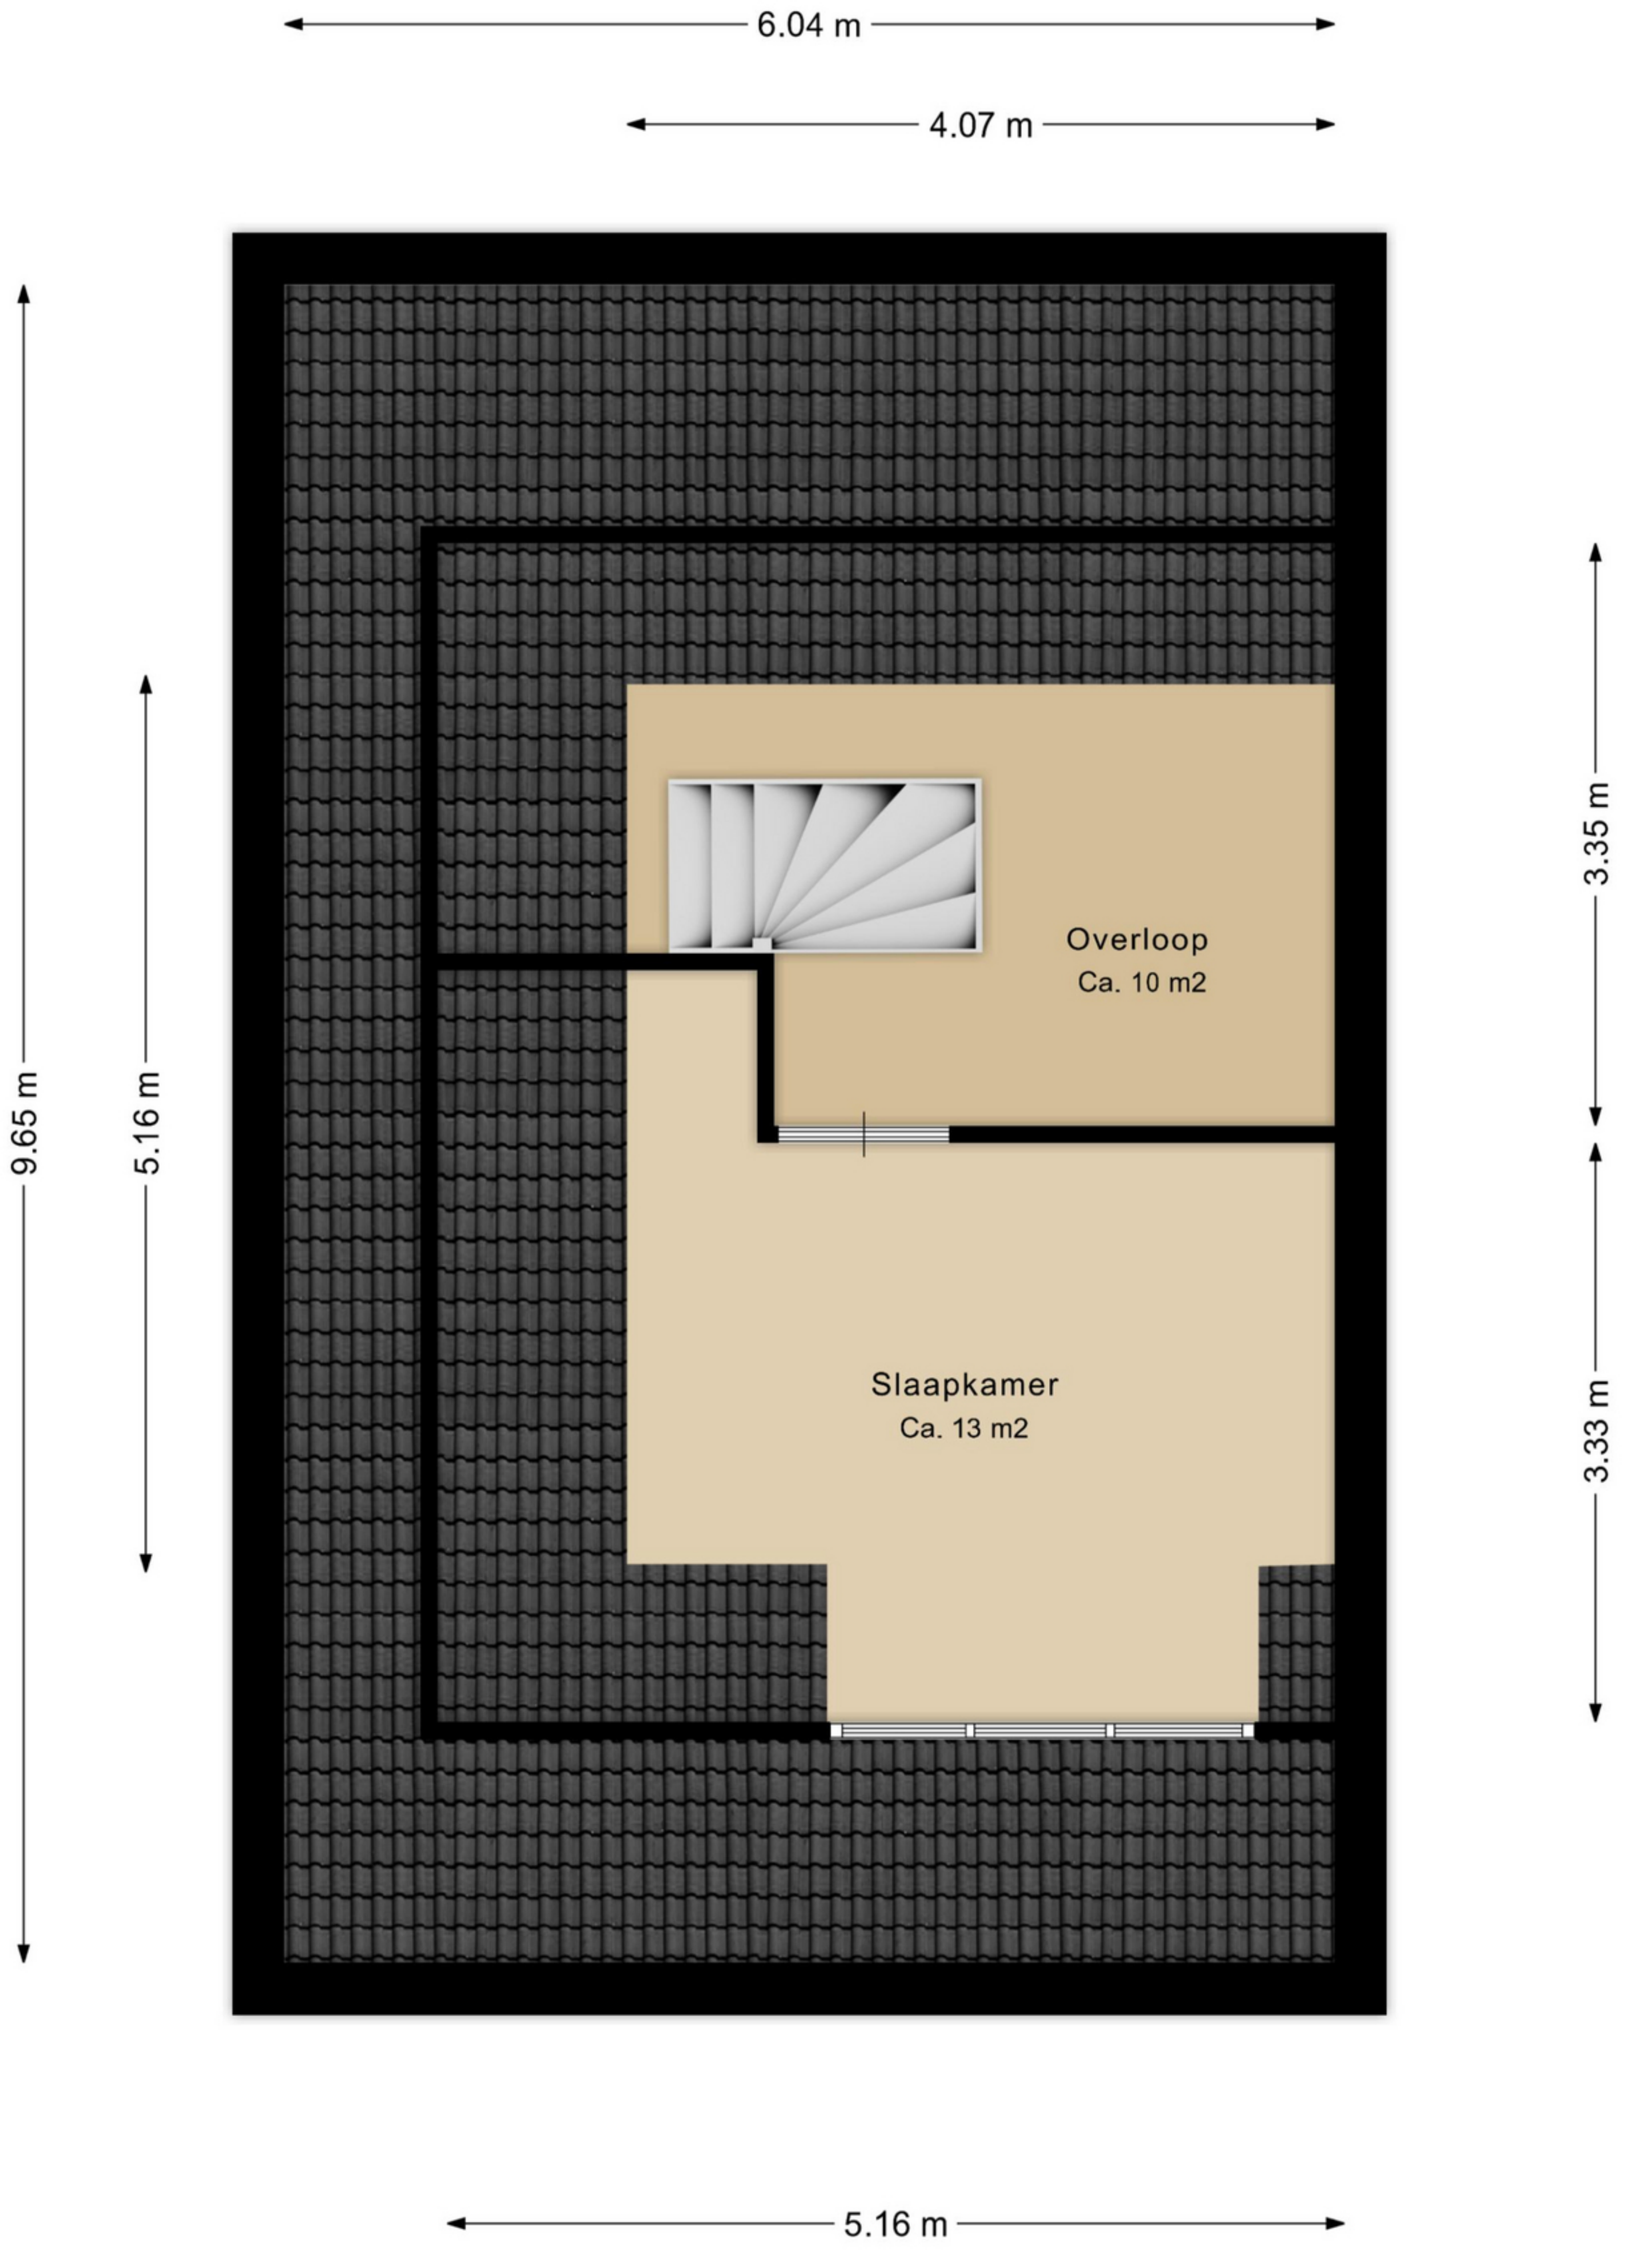 6.04 m
4.07 m
3.35 m
Overloop
Ca. 10 m2
9.65 m
5.16 m
Slaapkamer
Ca. 13 m2
3.33 m
5.16 m